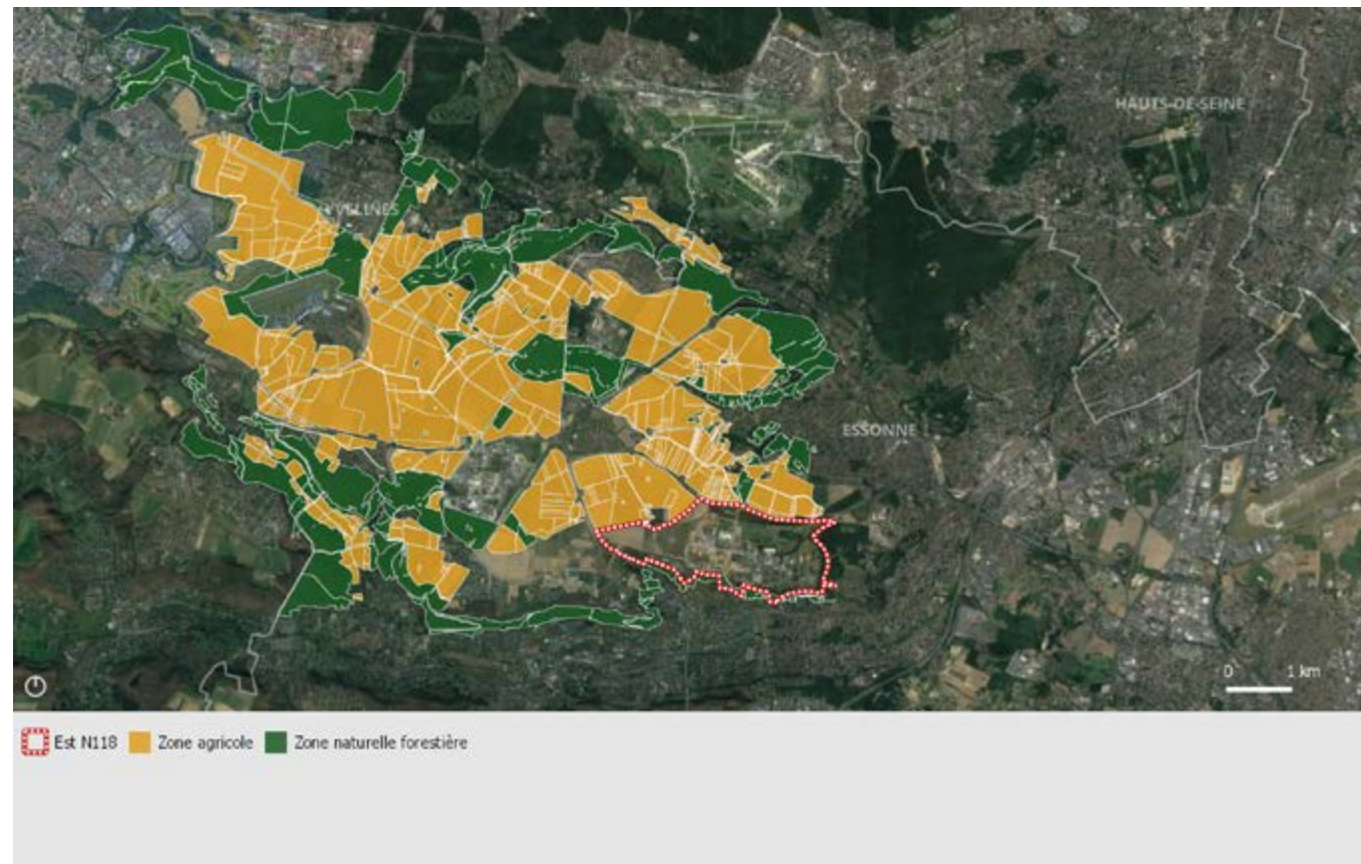 HAUTS-DE-SEINE
YVELINES
ESSONNE
0 1 km
Est N118 Zone agricole Zone naturelle forestière